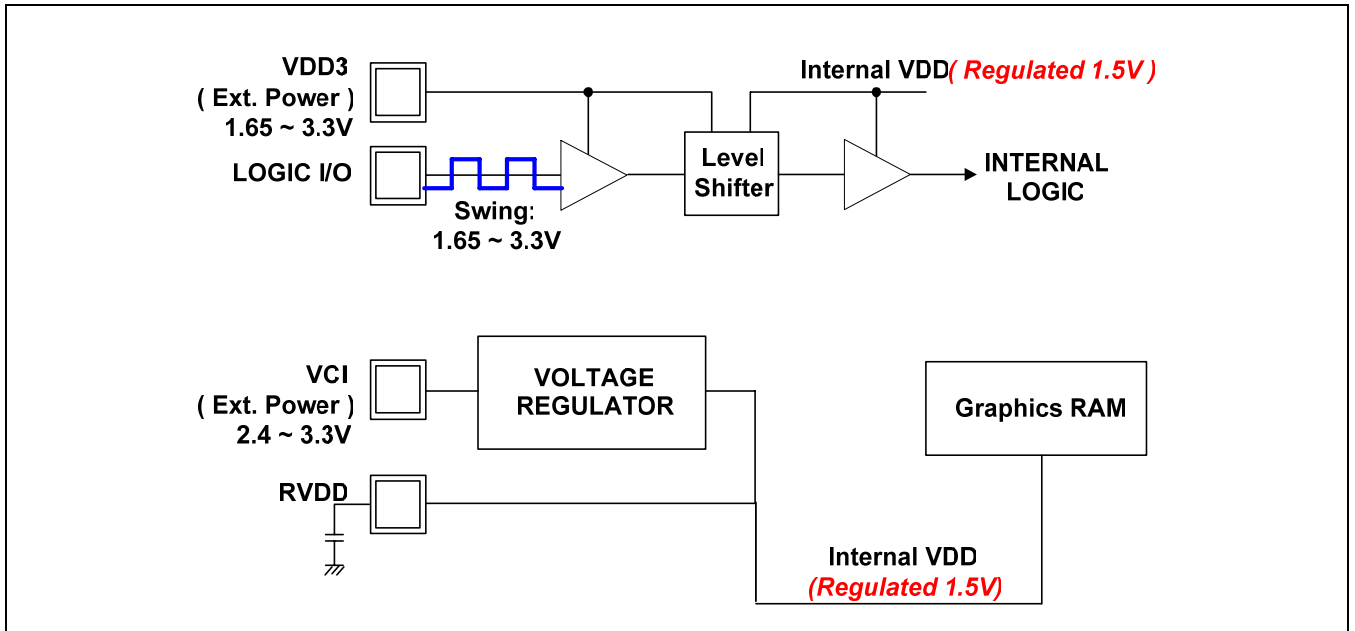 VDD3
( Ext. Power )
1.65 ~ 3.3V
LOGIC I/O
Swing:
1.65 ~ 3.3V
Level
Shifter
Internal VDD( Regulated 1.5V )
INTERNAL
LOGIC
VCI
( Ext. Power )
2.4 ~ 3.3V
VOLTAGE
REGULATOR
Graphics RAM
RVDD
Internal VDD
(Regulated 1.5V)